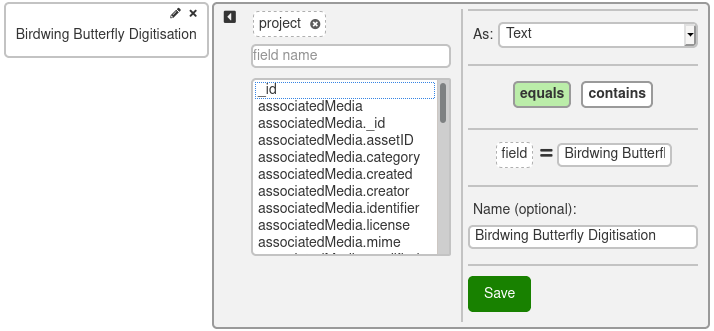 Birdwing Butterfly Digitisation
project
field name
_id
associatedMedia
associatedMedia._id
associatedMedia.assetID
associatedMedia.category
associatedMedia.created
associatedMedia.creator
associatedMedia.identifier
associatedMedia.license
associatedMedia.mime
As: Text
equals contains
field = Birdwing Butterfl
Name (optional):
Birdwing Butterfly Digitisation
Save